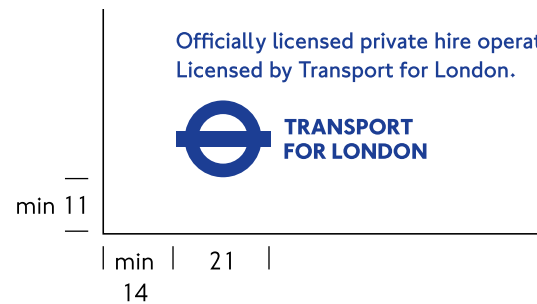 Officially licensed private hire operat
Licensed by Transport for London.
TRANSPORT
FOR LONDON
min 11
min
14
21